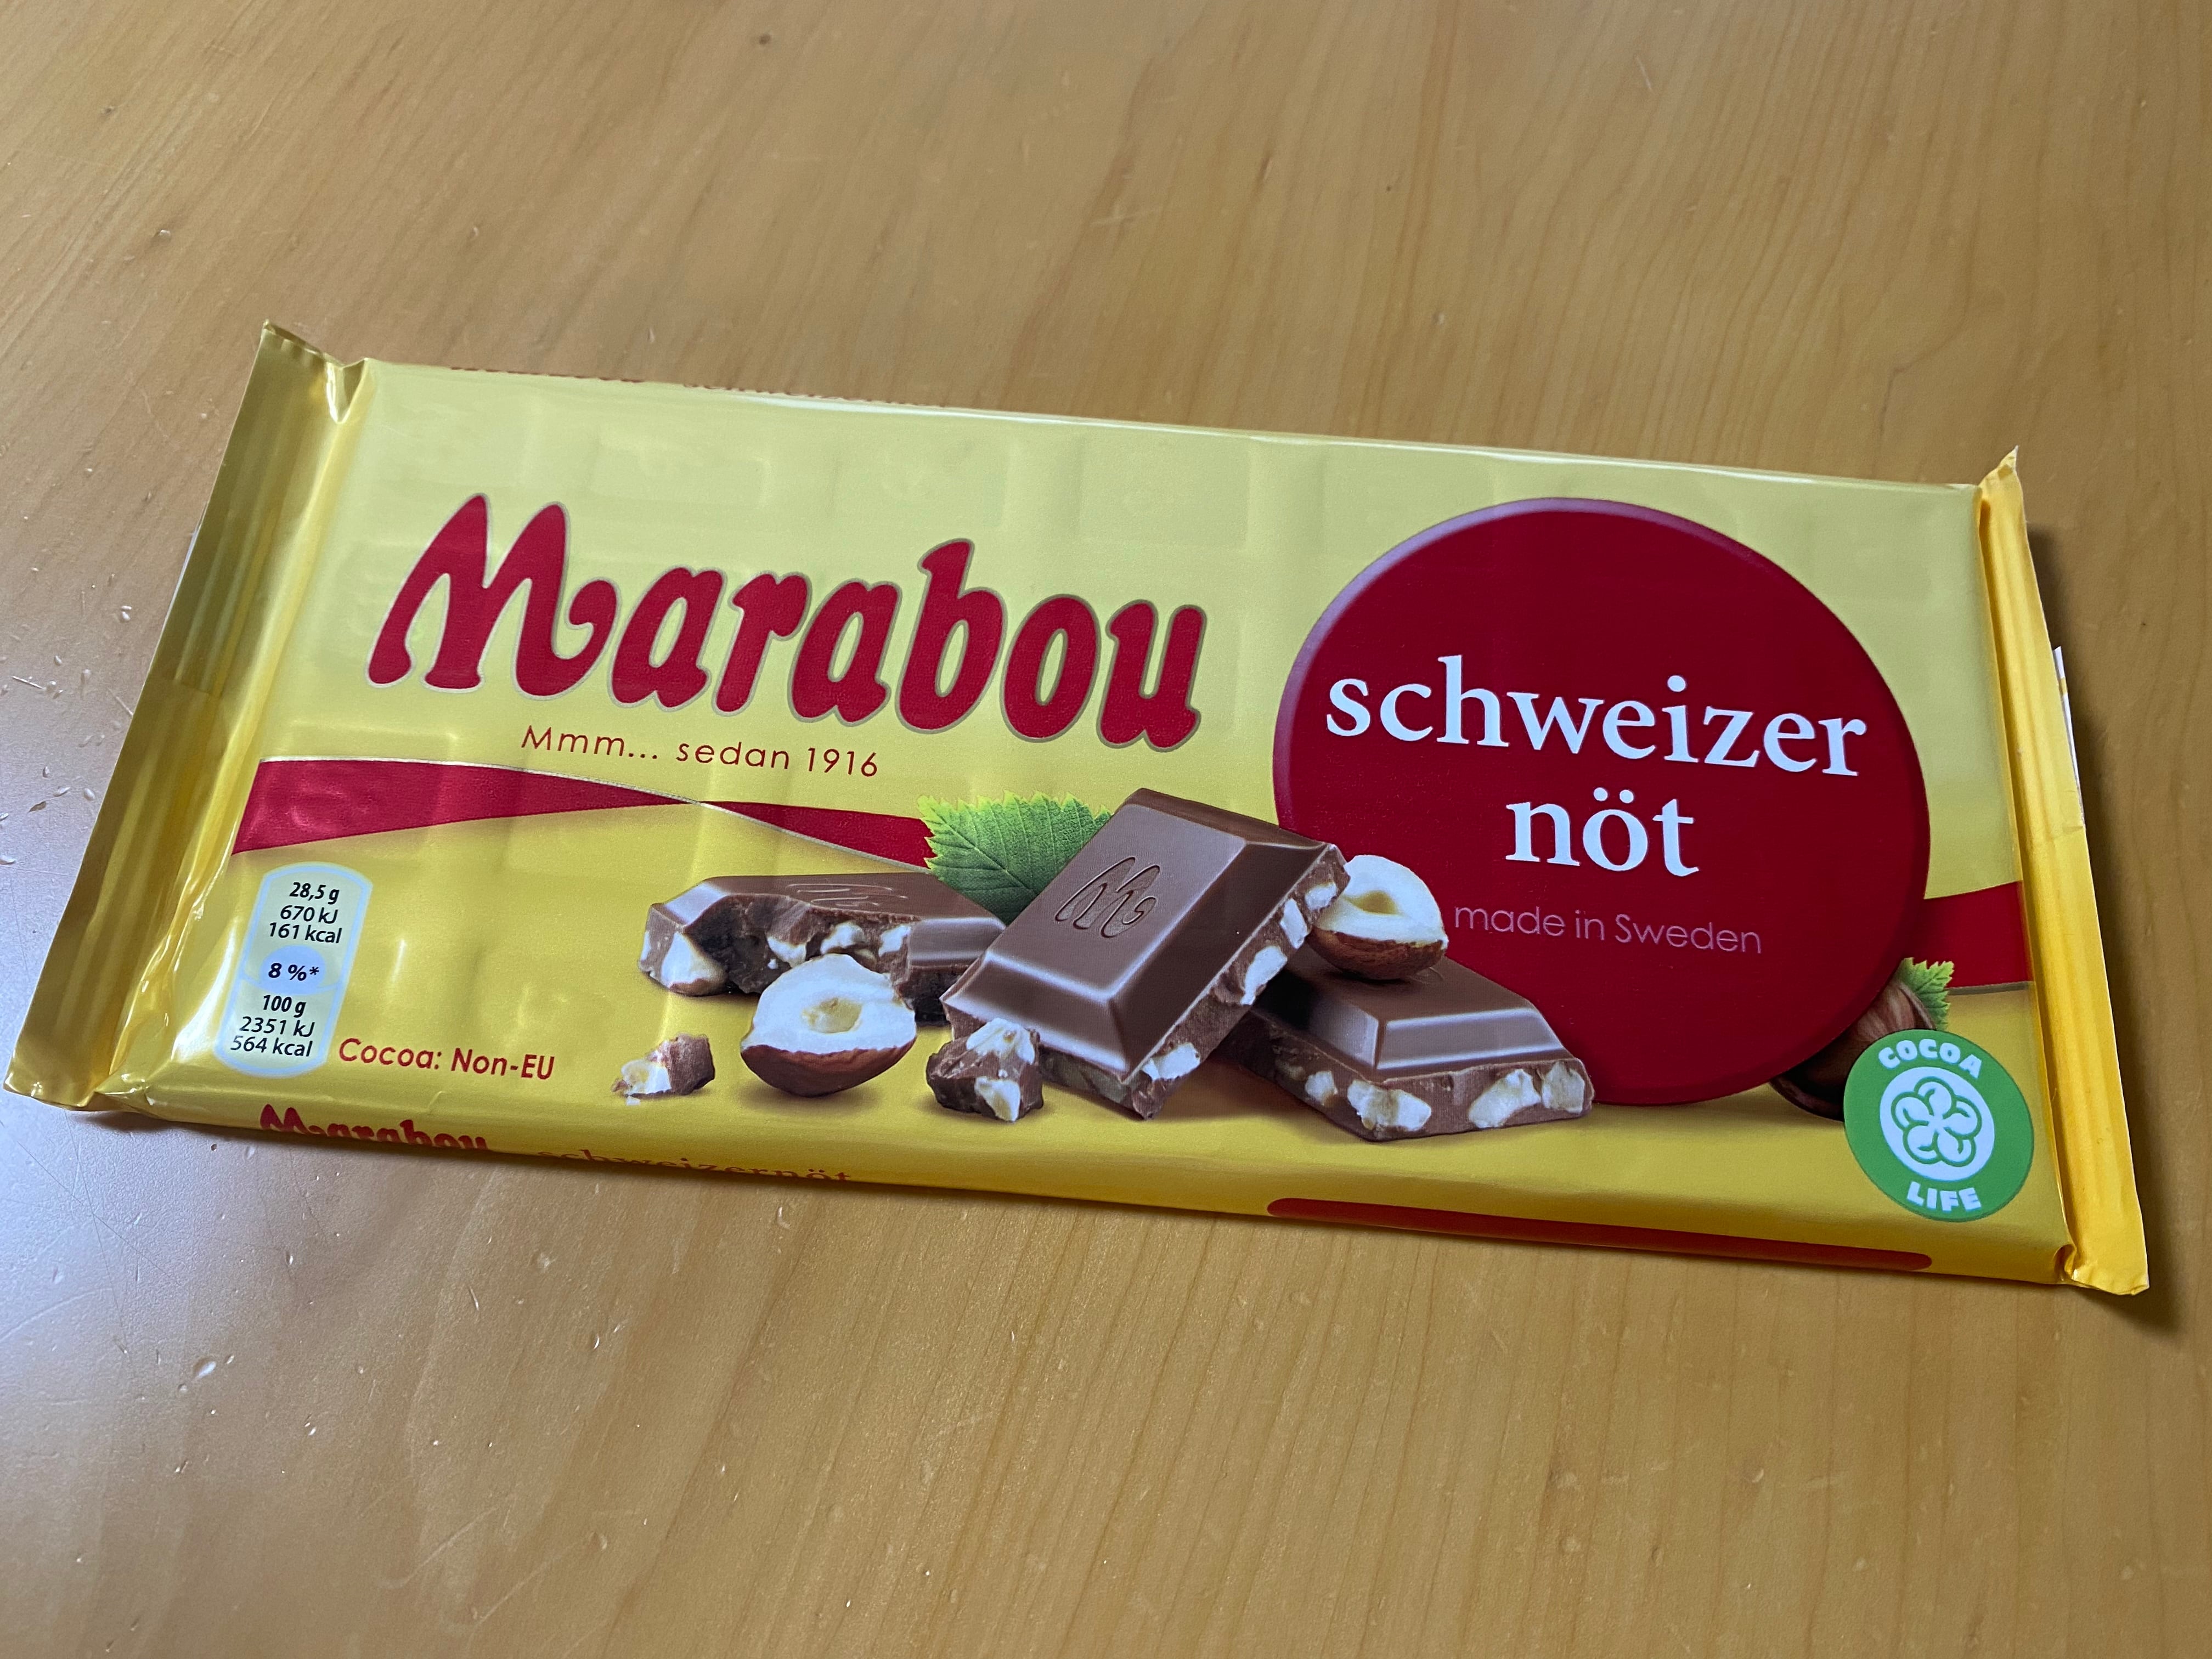 Marabou
Mmm... sedan 1916
schweizer
nöt
made in Sweden
28,5 g
670 kJ
161 kcal
8 %*
100 g
2351 kJ
564 kcal
Cocoa: Non-EU
COCOA
LIFE
Marabou schweizernöt